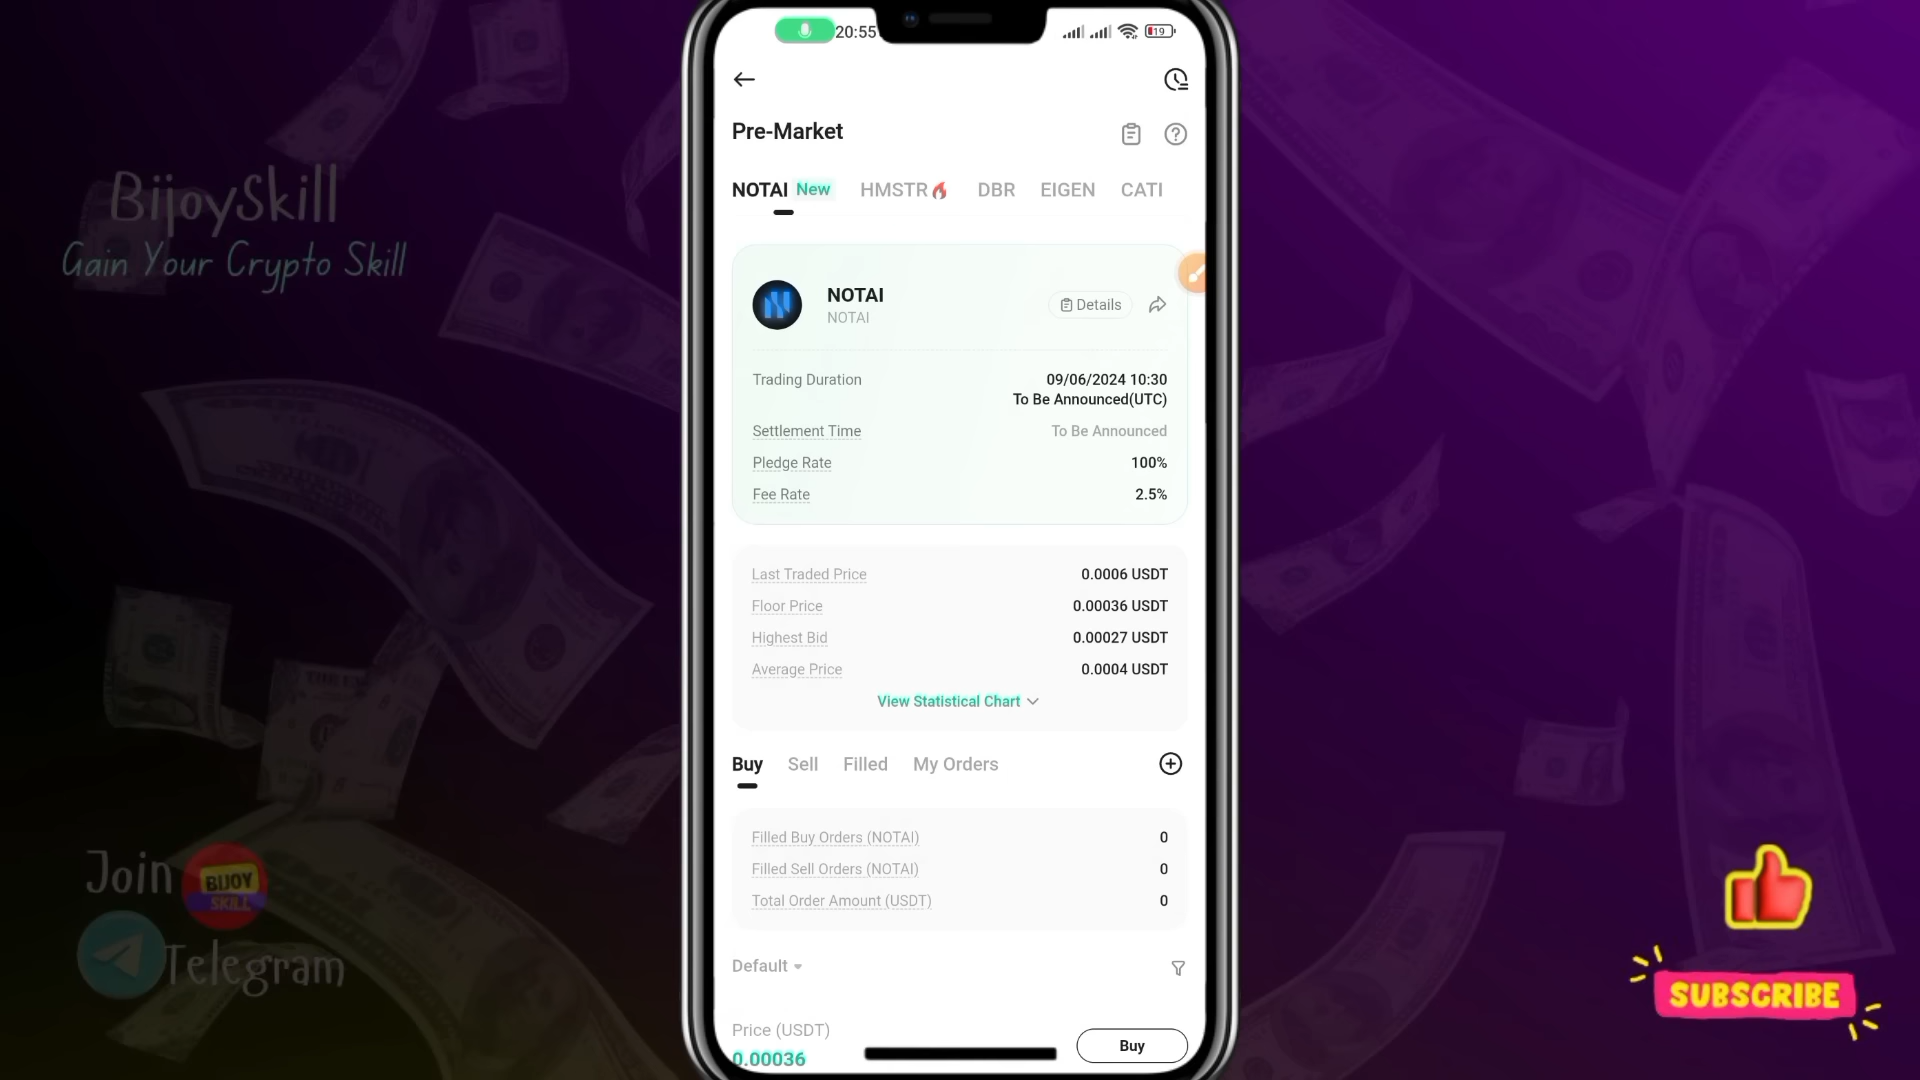 20:55
19
Pre-Market
NOTAI New HMSTR DBR EIGEN CATI
BijoySkill
Gain Your Crypto Skill
NOTAI
NOTAI
Details
Trading Duration 09/06/2024 10:30
To Be Announced(UTC)
Settlement Time To Be Announced
Pledge Rate 100%
Fee Rate 2.5%
Last Traded Price 0.0006 USDT
Floor Price 0.00036 USDT
Highest Bid 0.00027 USDT
Average Price 0.0004 USDT
View Statistical Chart
Buy Sell Filled My Orders
Filled Buy Orders (NOTAI) 0
Filled Sell Orders (NOTAI) 0
Total Order Amount (USDT) 0
Default
Price (USDT)
0.00036
Buy
Join BIJOY
SKILL
Telegram
SUBSCRIBE